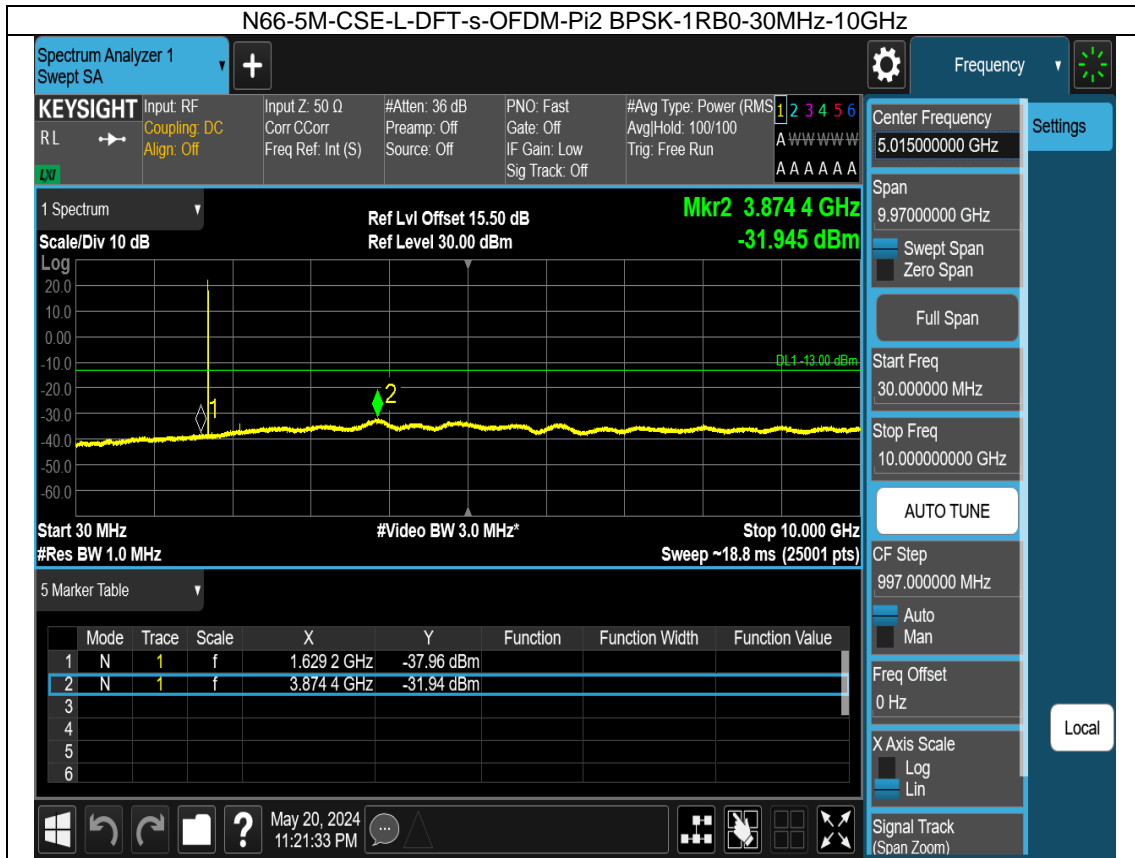 N66-5M-CSE-L-DFT-s-OFDM-Pi2 BPSK-1RB0-30MHz-10GHz
Spectrum Analyzer 1
Swept SA
Frequency
KEYSIGHT
RL
LXI
Input: RF
Coupling: DC
Align: Off
Input Z: 50 Ω
Corr CCorr
Freq Ref: Int (S)
#Atten: 36 dB
Preamp: Off
Source: Off
PNO: Fast
Gate: Off
IF Gain: Low
Sig Track: Off
#Avg Type: Power (RMS
Avg|Hold: 100/100
Trig: Free Run
1 2 3 4 5 6
A W W W W W
A A A A A A
1 Spectrum
Scale/Div 10 dB
Ref Lvl Offset 15.50 dB
Ref Level 30.00 dBm
Mkr2 3.874 4 GHz
-31.945 dBm
Log
20.0
10.0
0.00
-10.0
-20.0
-30.0
-40.0
-50.0
-60.0
DL1 -13.00 dBm
1
2
Start 30 MHz
#Video BW 3.0 MHz*
Stop 10.000 GHz
#Res BW 1.0 MHz
Sweep ~18.8 ms (25001 pts)
5 Marker Table
Mode Trace Scale X Y Function Function Width Function Value
1 N 1 f 1.629 2 GHz -37.96 dBm
2 N 1 f 3.874 4 GHz -31.94 dBm
3
4
5
6
May 20, 2024
11:21:33 PM
Center Frequency
5.015000000 GHz
Settings
Span
9.97000000 GHz
Swept Span
Zero Span
Full Span
Start Freq
30.000000 MHz
Stop Freq
10.000000000 GHz
AUTO TUNE
CF Step
997.000000 MHz
Auto
Man
Freq Offset
0 Hz
Local
X Axis Scale
Log
Lin
Signal Track
(Span Zoom)